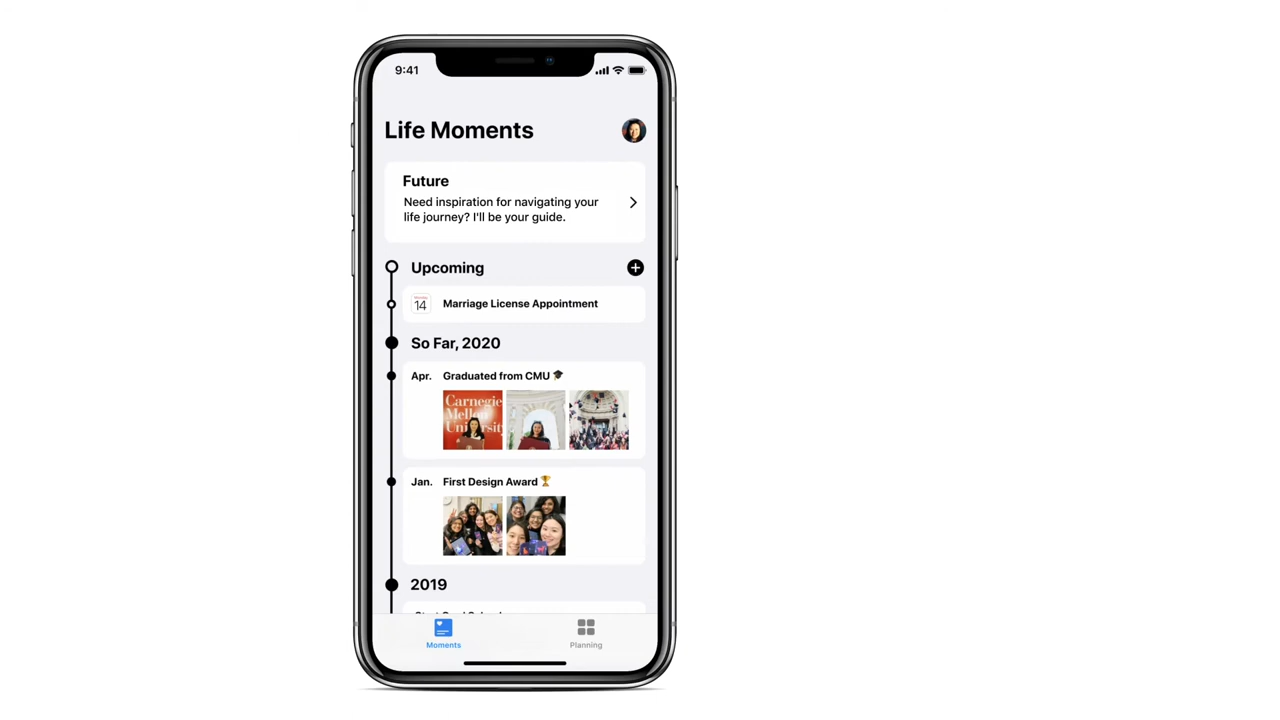 9:41
Life Moments
Future
Need inspiration for navigating your
life journey? I'll be your guide.
Upcoming
14
Marriage License Appointment
So Far, 2020
Apr.
Graduated from CMU
Carnegie
Mellon
University
Jan.
First Design Award
2019
Moments
Planning